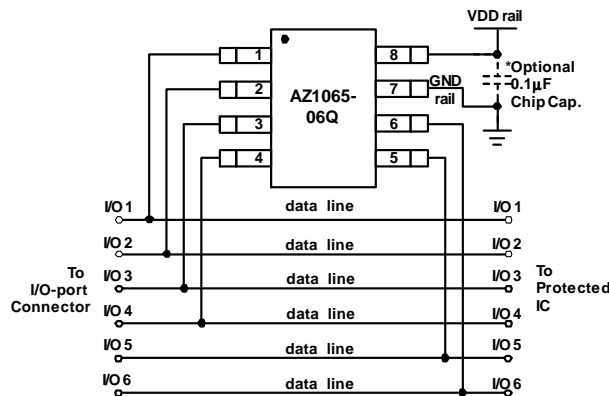 VDD rail
1
8
*Optional
0.1μF
Chip Cap.
2
AZ1065-
06Q
7
GND
rail
3
6
4
5
I/O 1
data line
I/O 1
I/O 2
data line
I/O 2
To
I/O-port
Connector
I/O 3
data line
I/O 3
To
Protected
IC
I/O 4
data line
I/O 4
I/O 5
data line
I/O 5
I/O 6
data line
I/O 6